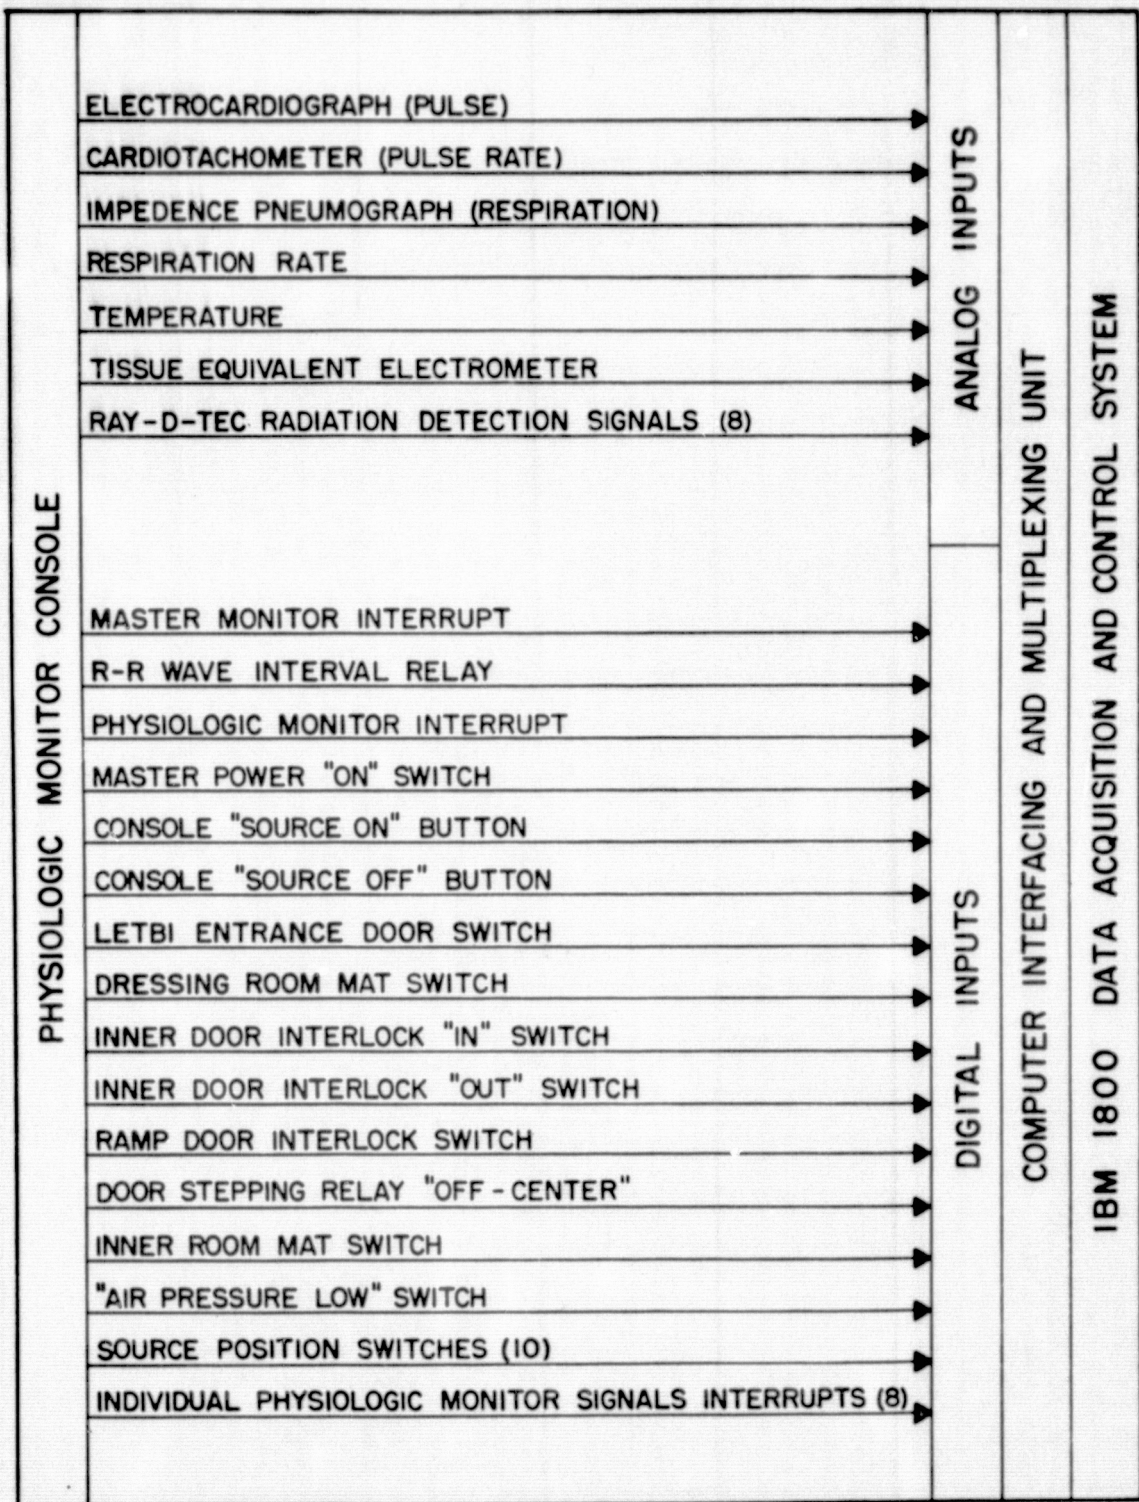 PHYSIOLOGIC MONITOR CONSOLE
ELECTROCARDIOGRAPH (PULSE)
CARDIOTACHOMETER (PULSE RATE)
IMPEDENCE PNEUMOGRAPH (RESPIRATION)
RESPIRATION RATE
TEMPERATURE
TISSUE EQUIVALENT ELECTROMETER
RAY-D-TEC RADIATION DETECTION SIGNALS (8)
MASTER MONITOR INTERRUPT
R-R WAVE INTERVAL RELAY
PHYSIOLOGIC MONITOR INTERRUPT
MASTER POWER "ON" SWITCH
CONSOLE "SOURCE ON" BUTTON
CONSOLE "SOURCE OFF" BUTTON
LETBI ENTRANCE DOOR SWITCH
DRESSING ROOM MAT SWITCH
INNER DOOR INTERLOCK "IN" SWITCH
INNER DOOR INTERLOCK "OUT" SWITCH
RAMP DOOR INTERLOCK SWITCH
DOOR STEPPING RELAY "OFF-CENTER"
INNER ROOM MAT SWITCH
"AIR PRESSURE LOW" SWITCH
SOURCE POSITION SWITCHES (10)
INDIVIDUAL PHYSIOLOGIC MONITOR SIGNALS INTERRUPTS (8)
ANALOG INPUTS
DIGITAL INPUTS
COMPUTER INTERFACING AND MULTIPLEXING UNIT
IBM 1800 DATA ACQUISITION AND CONTROL SYSTEM